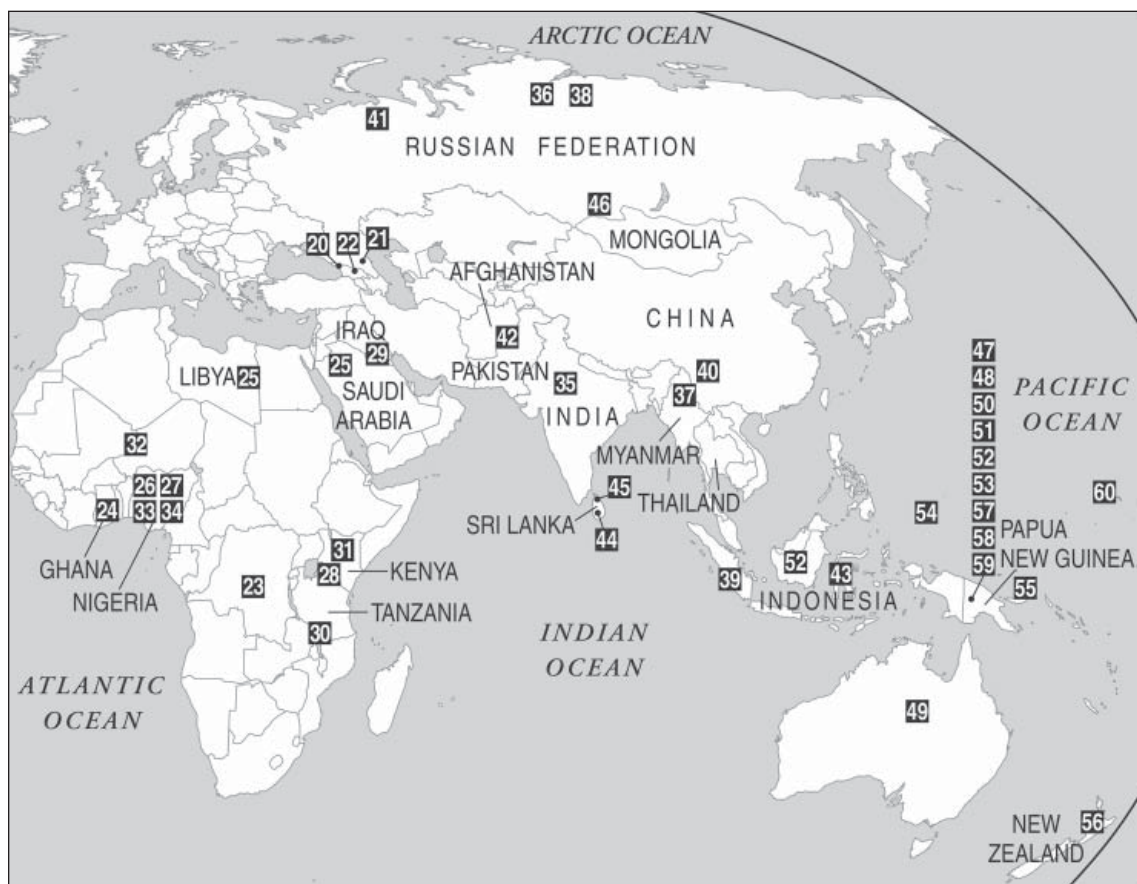 ARCTIC OCEAN
36
38
41
RUSSIAN FEDERATION
46
20
22
21
MONGOLIA
AFGHANISTAN
CHINA
IRAQ
42
47
LIBYA 25
25
29
PAKISTAN
35
40
48
PACIFIC
OCEAN
SAUDI
ARABIA
INDIA
37
50
51
32
MYANMAR
52
26
27
45
THAILAND
53
60
24
33
34
SRI LANKA
44
54
57
58
PAPUA
NEW GUINEA
GHANA
31
KENYA
52
43
59
55
NIGERIA
23
28
39
INDONESIA
TANZANIA
30
INDIAN
OCEAN
ATLANTIC
OCEAN
49
56
NEW
ZEALAND